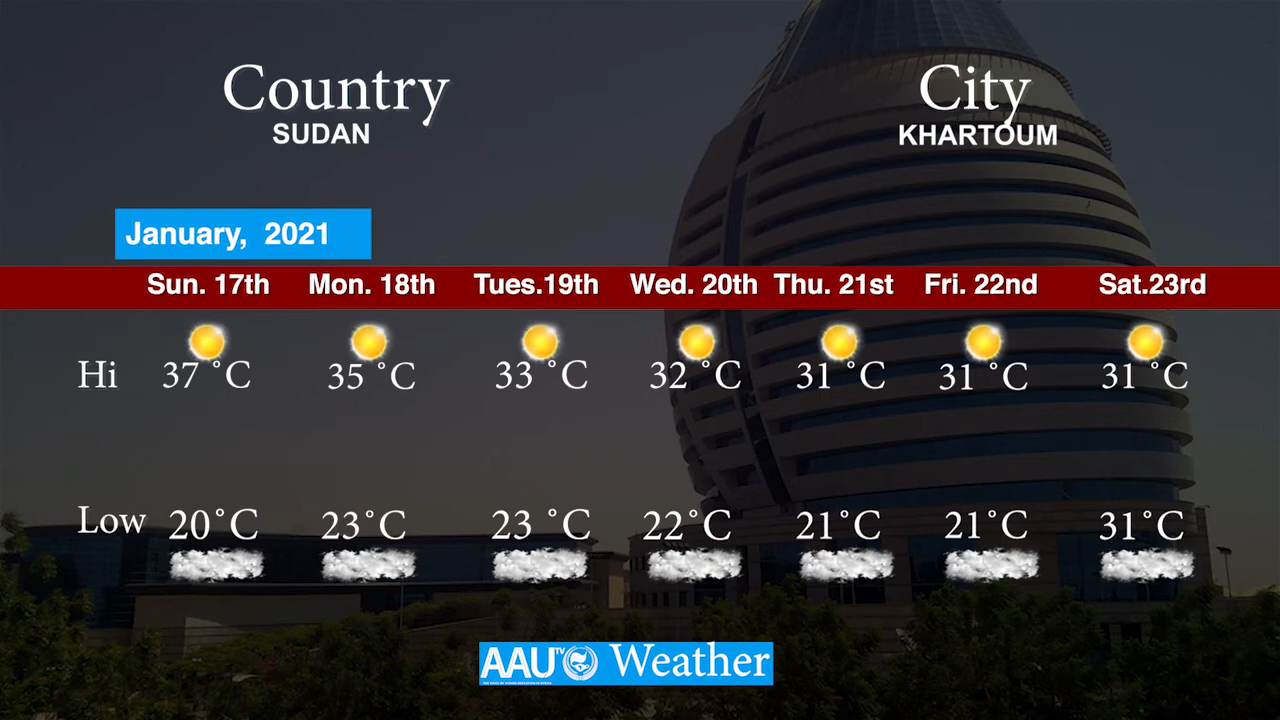 Country
SUDAN
City
KHARTOUM
January, 2021
Sun. 17th Mon. 18th Tues.19th Wed. 20th Thu. 21st Fri. 22nd Sat.23rd
Hi 37 °C 35 °C 33 °C 32 °C 31 °C 31 °C 31 °C
Low 20°C 23°C 23 °C 22°C 21°C 21°C 31°C
AAU TV Weather